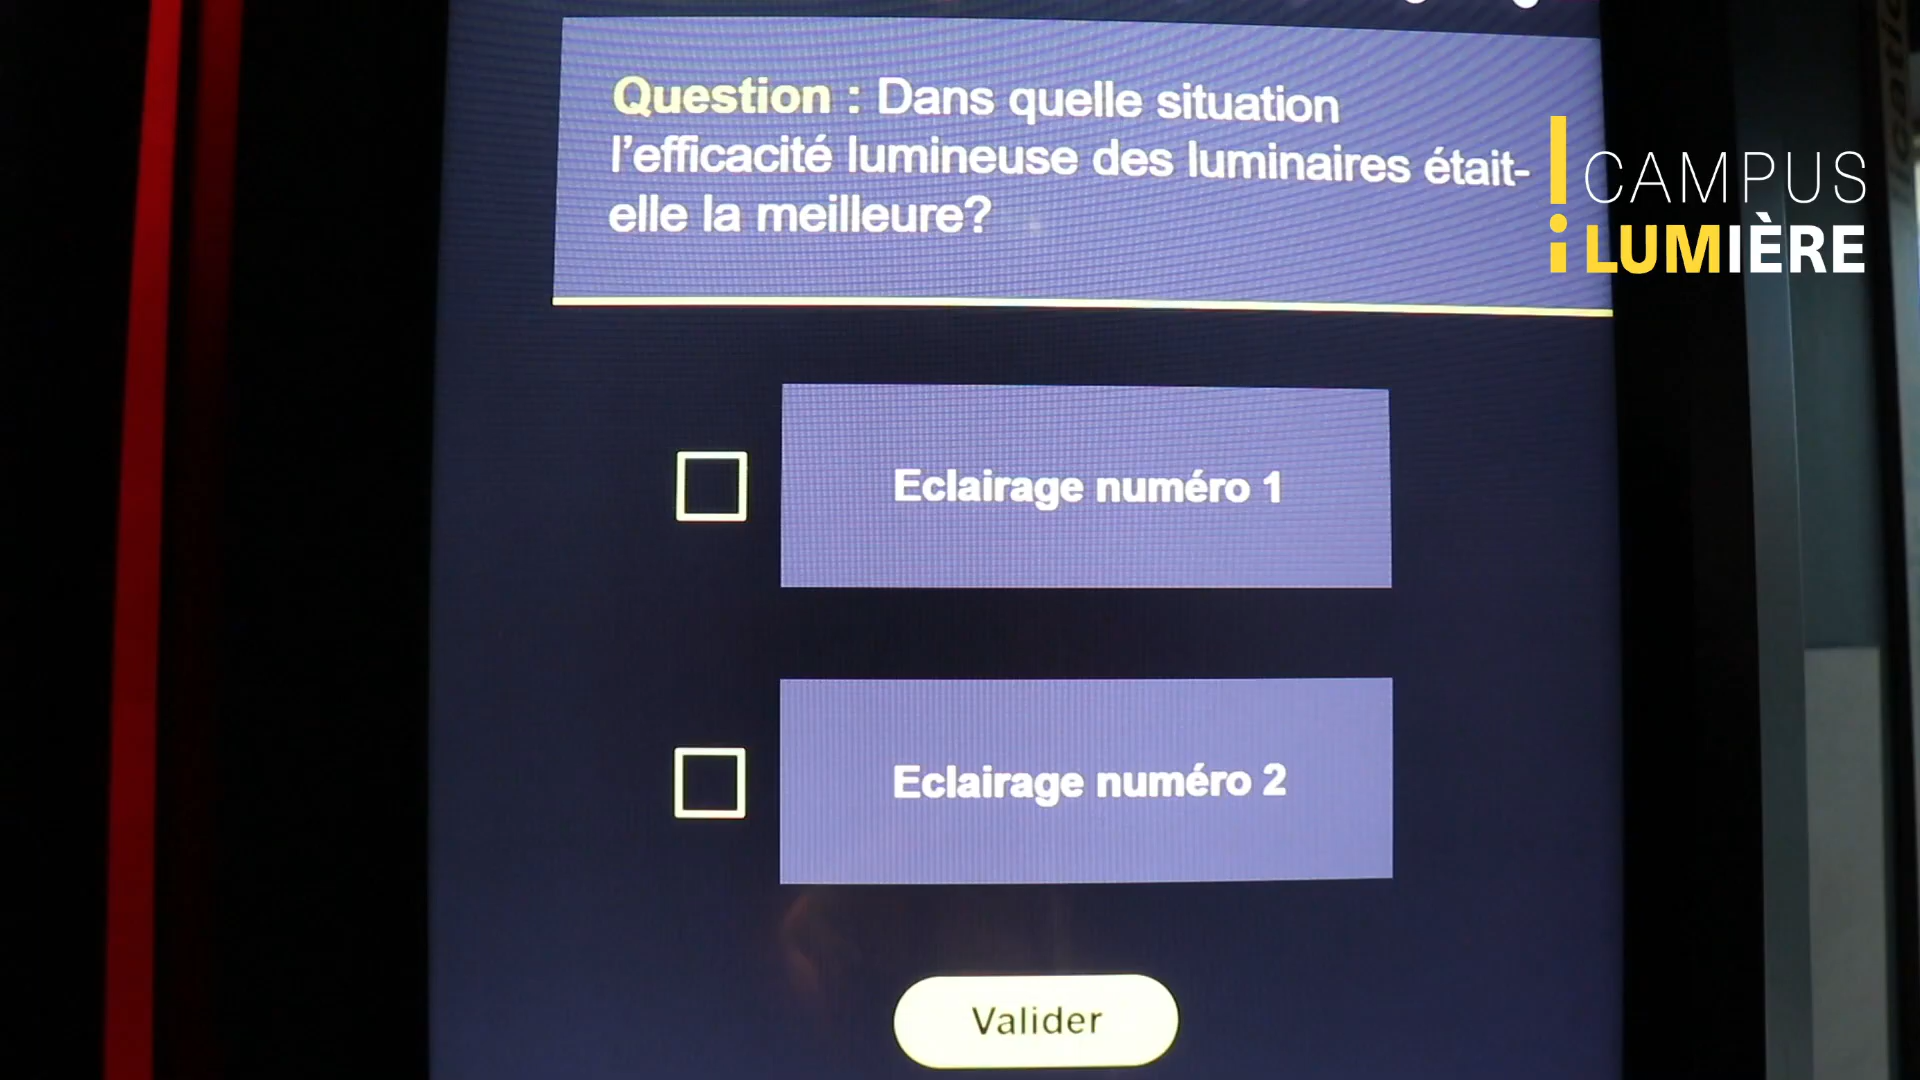 Question : Dans quelle situation
l’efficacité lumineuse des luminaires était-
elle la meilleure?
CAMPUS
LUMIÈRE
Eclairage numéro 1
Eclairage numéro 2
Valider